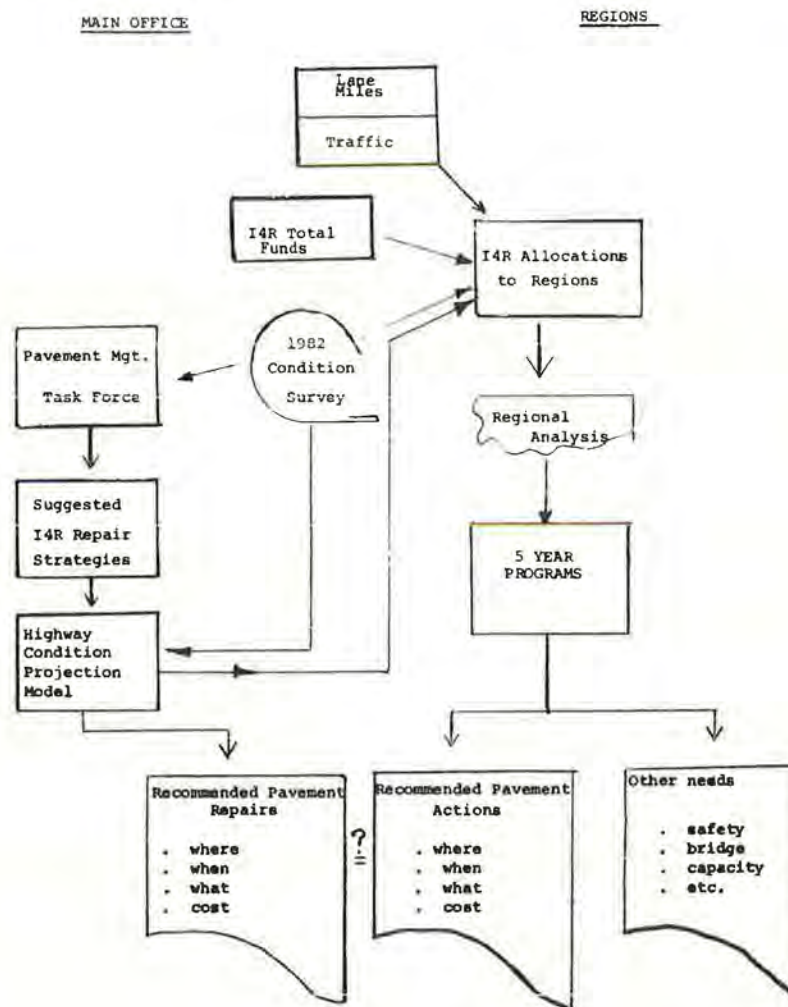 MAIN OFFICE
REGIONS
Lane
Miles
Traffic
I4R Total
Funds
I4R Allocations
to Regions
1982
Condition
Survey
Pavement Mgt.
Task Force
Regional
Analysis
Suggested
I4R Repair
Strategies
5 YEAR
PROGRAMS
Highway
Condition
Projection
Model
Recommended Pavement
Repairs
. where
. when
. what
. cost
?
=
Recommended Pavement
Actions
. where
. when
. what
. cost
Other needs
. safety
. bridge
. capacity
. etc.